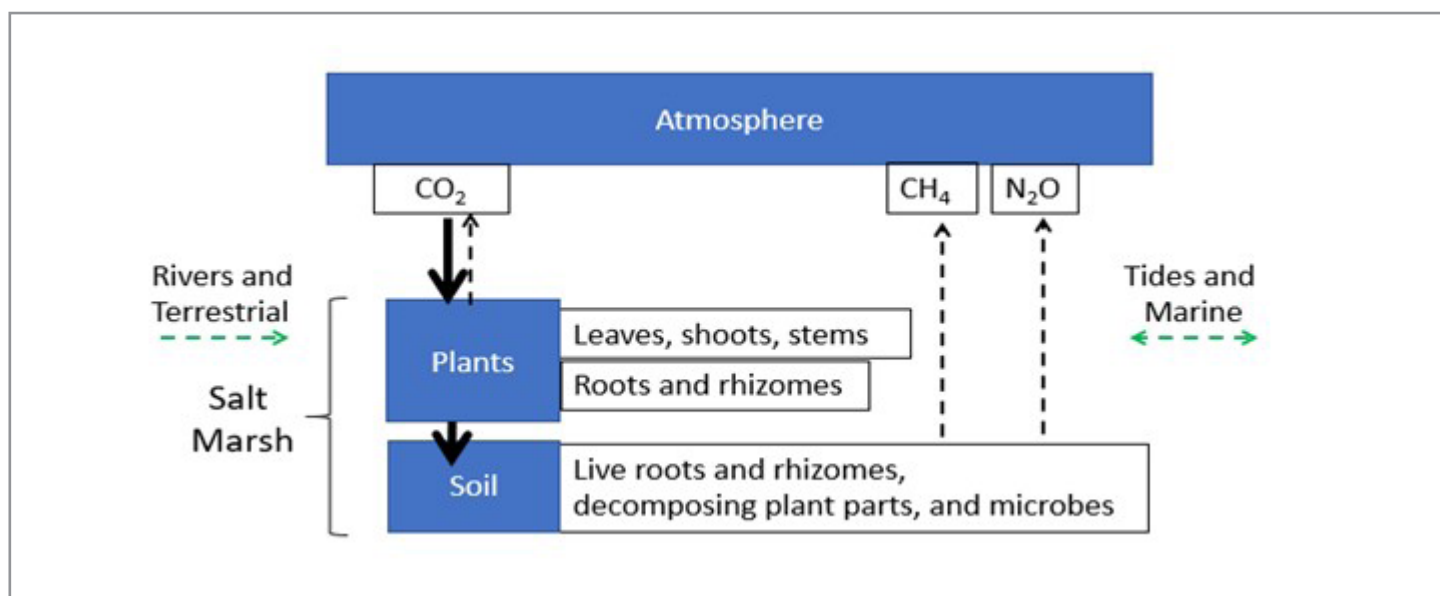 Atmosphere
CO₂
CH₄
N₂O
Rivers and
Terrestrial
Tides and
Marine
Plants
Leaves, shoots, stems
Roots and rhizomes
Salt
Marsh
Soil
Live roots and rhizomes,
decomposing plant parts, and microbes